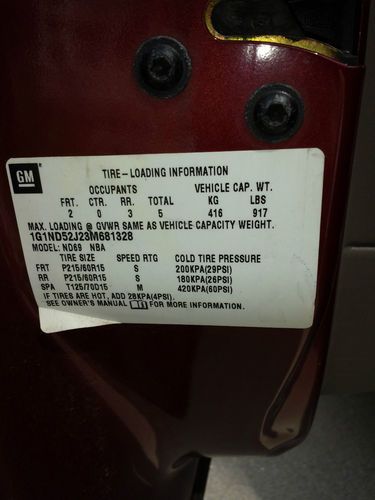 GM
TIRE-LOADING INFORMATION
OCCUPANTS VEHICLE CAP. WT.
FRT. CTR. RR. TOTAL KG LBS
2 0 3 5 416 917
MAX. LOADING @ GVWR SAME AS VEHICLE CAPACITY WEIGHT.
1G1ND52J23M681328
MODEL: ND69 NBA
TIRE SIZE SPEED RTG COLD TIRE PRESSURE
FRT P215/60R15 S 200KPA(29PSI)
RR P215/60R15 S 180KPA(26PSI)
SPA T125/70D15 M 420KPA(60PSI)
IF TIRES ARE HOT, ADD 28KPA(4PSI).
SEE OWNER'S MANUAL FOR MORE INFORMATION.